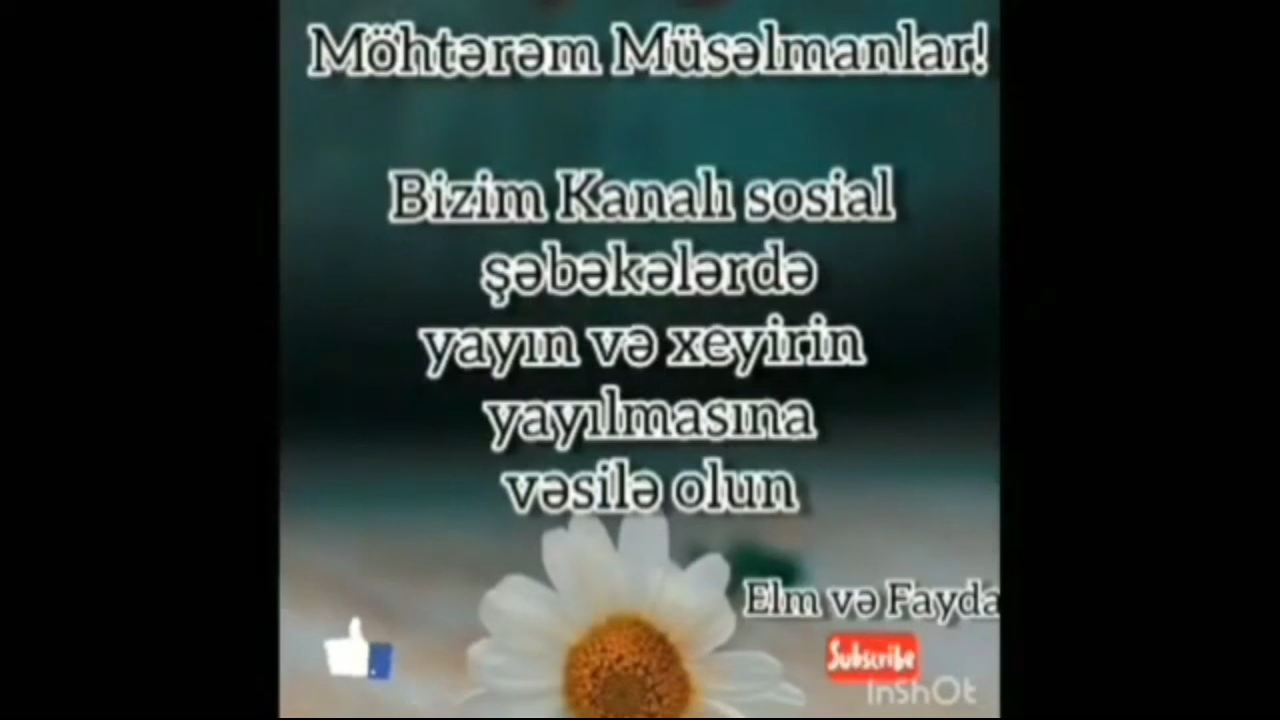 Möhtərəm Müsəlmanlar!
Bizim Kanalı sosial
şəbəkələrdə
yayın və xeyirin
yayılmasına
vəsilə olun
Elm və Fayda
Subscribe
InShOt